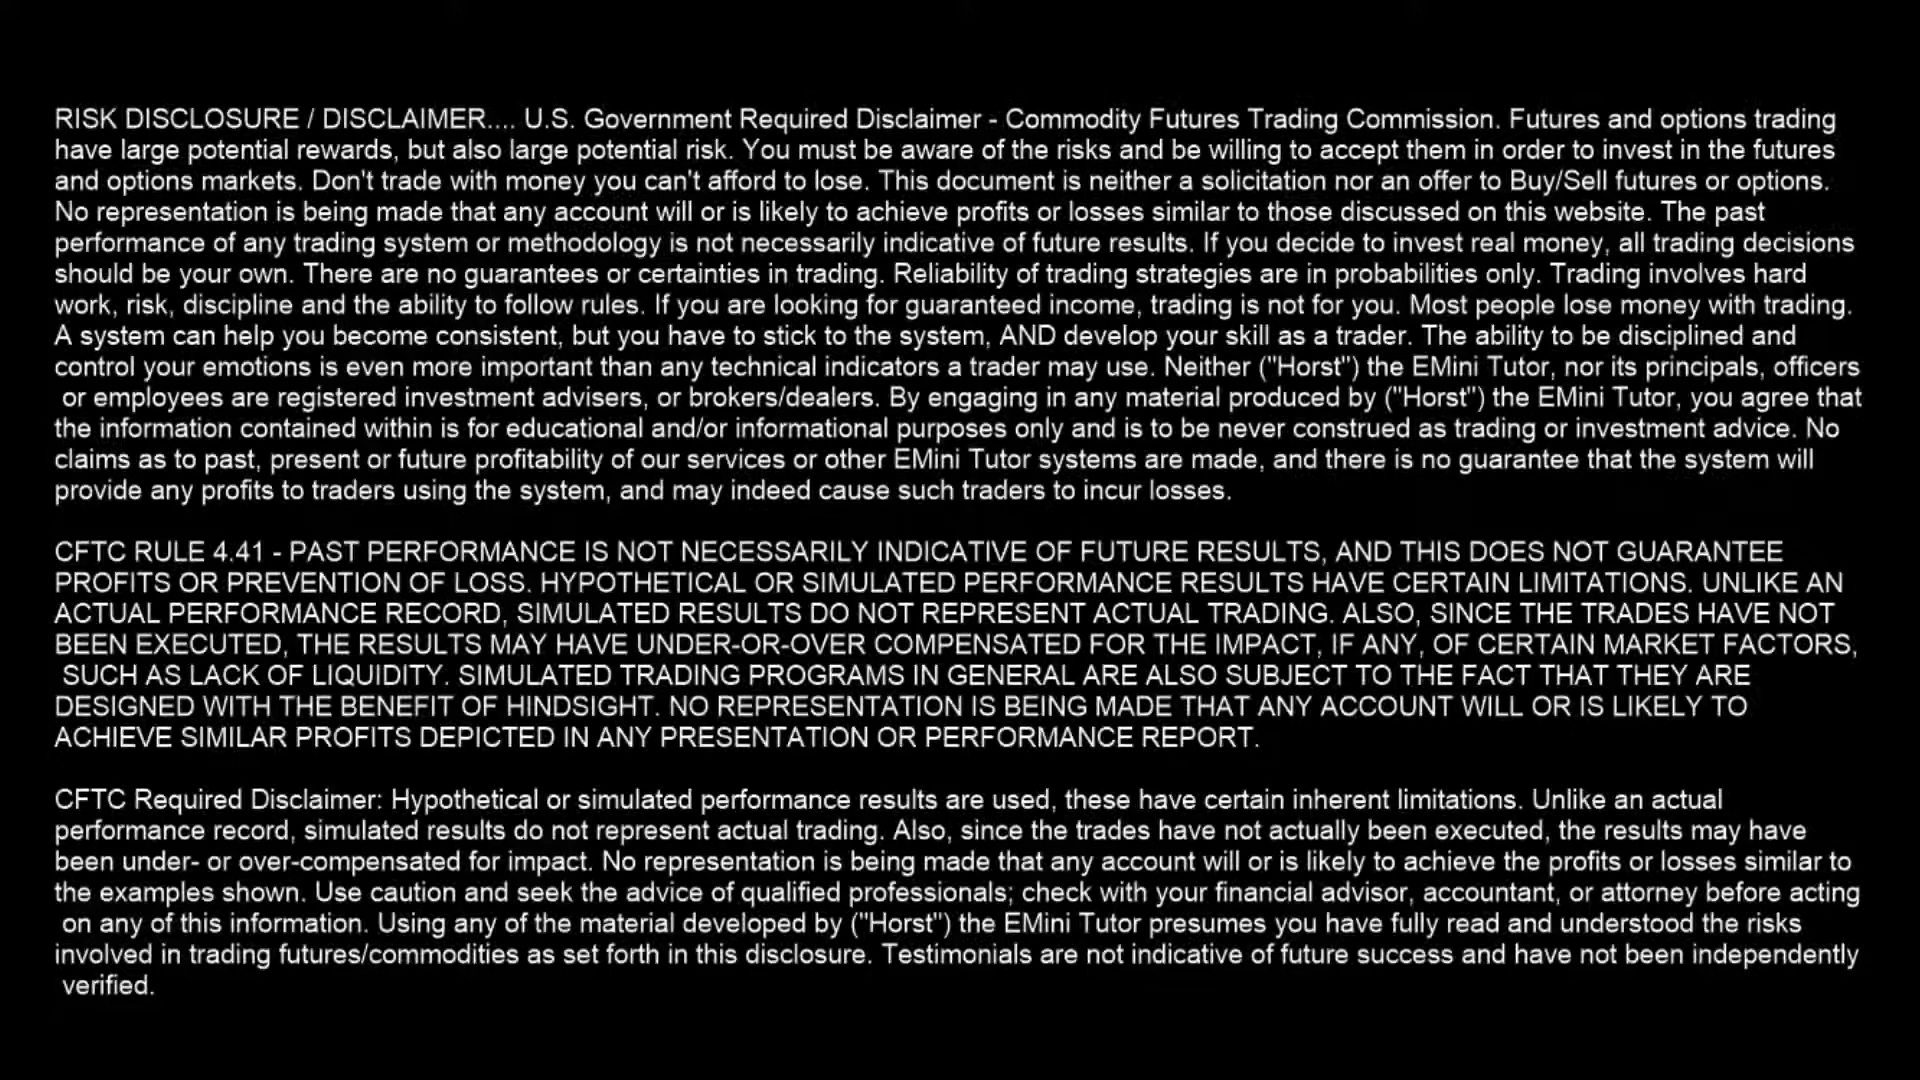 RISK DISCLOSURE / DISCLAIMER.... U.S. Government Required Disclaimer - Commodity Futures Trading Commission. Futures and options trading
have large potential rewards, but also large potential risk. You must be aware of the risks and be willing to accept them in order to invest in the futures
and options markets. Don't trade with money you can't afford to lose. This document is neither a solicitation nor an offer to Buy/Sell futures or options.
No representation is being made that any account will or is likely to achieve profits or losses similar to those discussed on this website. The past
performance of any trading system or methodology is not necessarily indicative of future results. If you decide to invest real money, all trading decisions
should be your own. There are no guarantees or certainties in trading. Reliability of trading strategies are in probabilities only. Trading involves hard
work, risk, discipline and the ability to follow rules. If you are looking for guaranteed income, trading is not for you. Most people lose money with trading.
A system can help you become consistent, but you have to stick to the system, AND develop your skill as a trader. The ability to be disciplined and
control your emotions is even more important than any technical indicators a trader may use. Neither ("Horst") the EMini Tutor, nor its principals, officers
or employees are registered investment advisers, or brokers/dealers. By engaging in any material produced by ("Horst") the EMini Tutor, you agree that
the information contained within is for educational and/or informational purposes only and is to be never construed as trading or investment advice. No
claims as to past, present or future profitability of our services or other EMini Tutor systems are made, and there is no guarantee that the system will
provide any profits to traders using the system, and may indeed cause such traders to incur losses.
CFTC RULE 4.41 - PAST PERFORMANCE IS NOT NECESSARILY INDICATIVE OF FUTURE RESULTS, AND THIS DOES NOT GUARANTEE
PROFITS OR PREVENTION OF LOSS. HYPOTHETICAL OR SIMULATED PERFORMANCE RESULTS HAVE CERTAIN LIMITATIONS. UNLIKE AN
ACTUAL PERFORMANCE RECORD, SIMULATED RESULTS DO NOT REPRESENT ACTUAL TRADING. ALSO, SINCE THE TRADES HAVE NOT
BEEN EXECUTED, THE RESULTS MAY HAVE UNDER-OR-OVER COMPENSATED FOR THE IMPACT, IF ANY, OF CERTAIN MARKET FACTORS,
SUCH AS LACK OF LIQUIDITY. SIMULATED TRADING PROGRAMS IN GENERAL ARE ALSO SUBJECT TO THE FACT THAT THEY ARE
DESIGNED WITH THE BENEFIT OF HINDSIGHT. NO REPRESENTATION IS BEING MADE THAT ANY ACCOUNT WILL OR IS LIKELY TO
ACHIEVE SIMILAR PROFITS DEPICTED IN ANY PRESENTATION OR PERFORMANCE REPORT.
CFTC Required Disclaimer: Hypothetical or simulated performance results are used, these have certain inherent limitations. Unlike an actual
performance record, simulated results do not represent actual trading. Also, since the trades have not actually been executed, the results may have
been under- or over-compensated for impact. No representation is being made that any account will or is likely to achieve the profits or losses similar to
the examples shown. Use caution and seek the advice of qualified professionals; check with your financial advisor, accountant, or attorney before acting
on any of this information. Using any of the material developed by ("Horst") the EMini Tutor presumes you have fully read and understood the risks
involved in trading futures/commodities as set forth in this disclosure. Testimonials are not indicative of future success and have not been independently
verified.